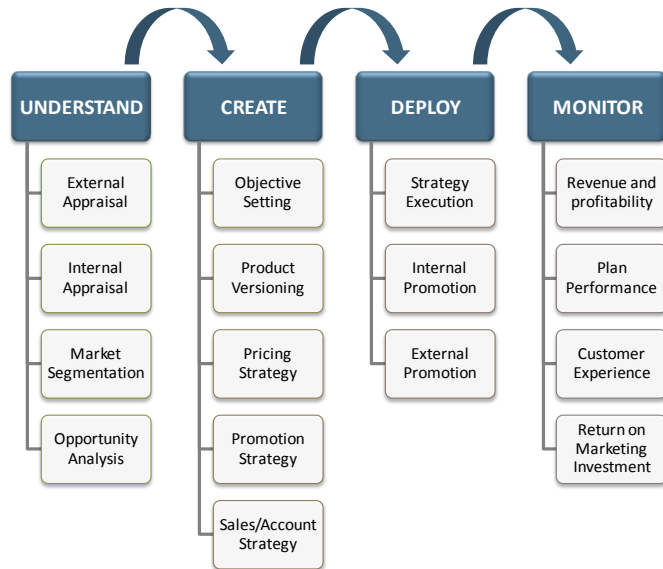 UNDERSTAND
External
Appraisal
Internal
Appraisal
Market
Segmentation
Opportunity
Analysis
CREATE
Objective
Setting
Product
Versioning
Pricing
Strategy
Promotion
Strategy
Sales/Account
Strategy
DEPLOY
Strategy
Execution
Internal
Promotion
External
Promotion
MONITOR
Revenue and
profitability
Plan
Performance
Customer
Experience
Return on
Marketing
Investment